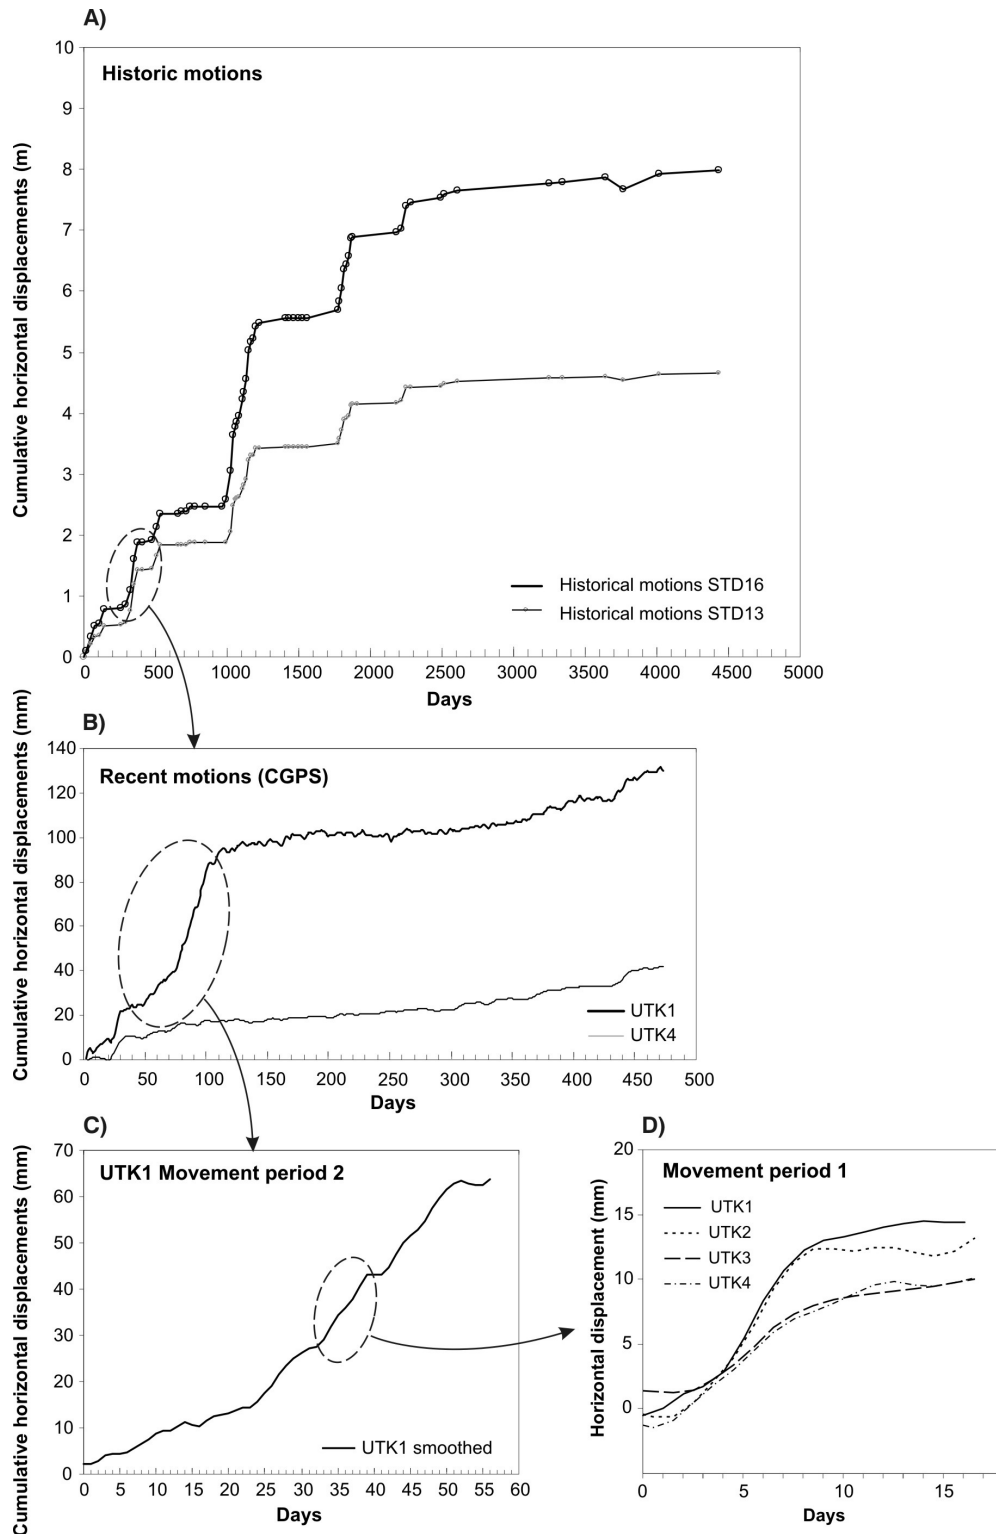 A)
Historic motions
Cumulative horizontal displacements (m)
10
9
8
7
6
5
4
3
2
1
0
Historical motions STD16
Historical motions STD13
0 500 1000 1500 2000 2500 3000 3500 4000 4500 5000
Days
B)
Recent motions (CGPS)
Cumulative horizontal displacements (mm)
140
120
100
80
60
40
20
0
UTK1
UTK4
0 50 100 150 200 250 300 350 400 450 500
Days
C)
UTK1 Movement period 2
Cumulative horizontal displacements (mm)
70
60
50
40
30
20
10
0
UTK1 smoothed
0 5 10 15 20 25 30 35 40 45 50 55 60
Days
D)
Movement period 1
Horizontal displacement (mm)
20
15
10
5
0
UTK1
UTK2
UTK3
UTK4
0 5 10 15
Days